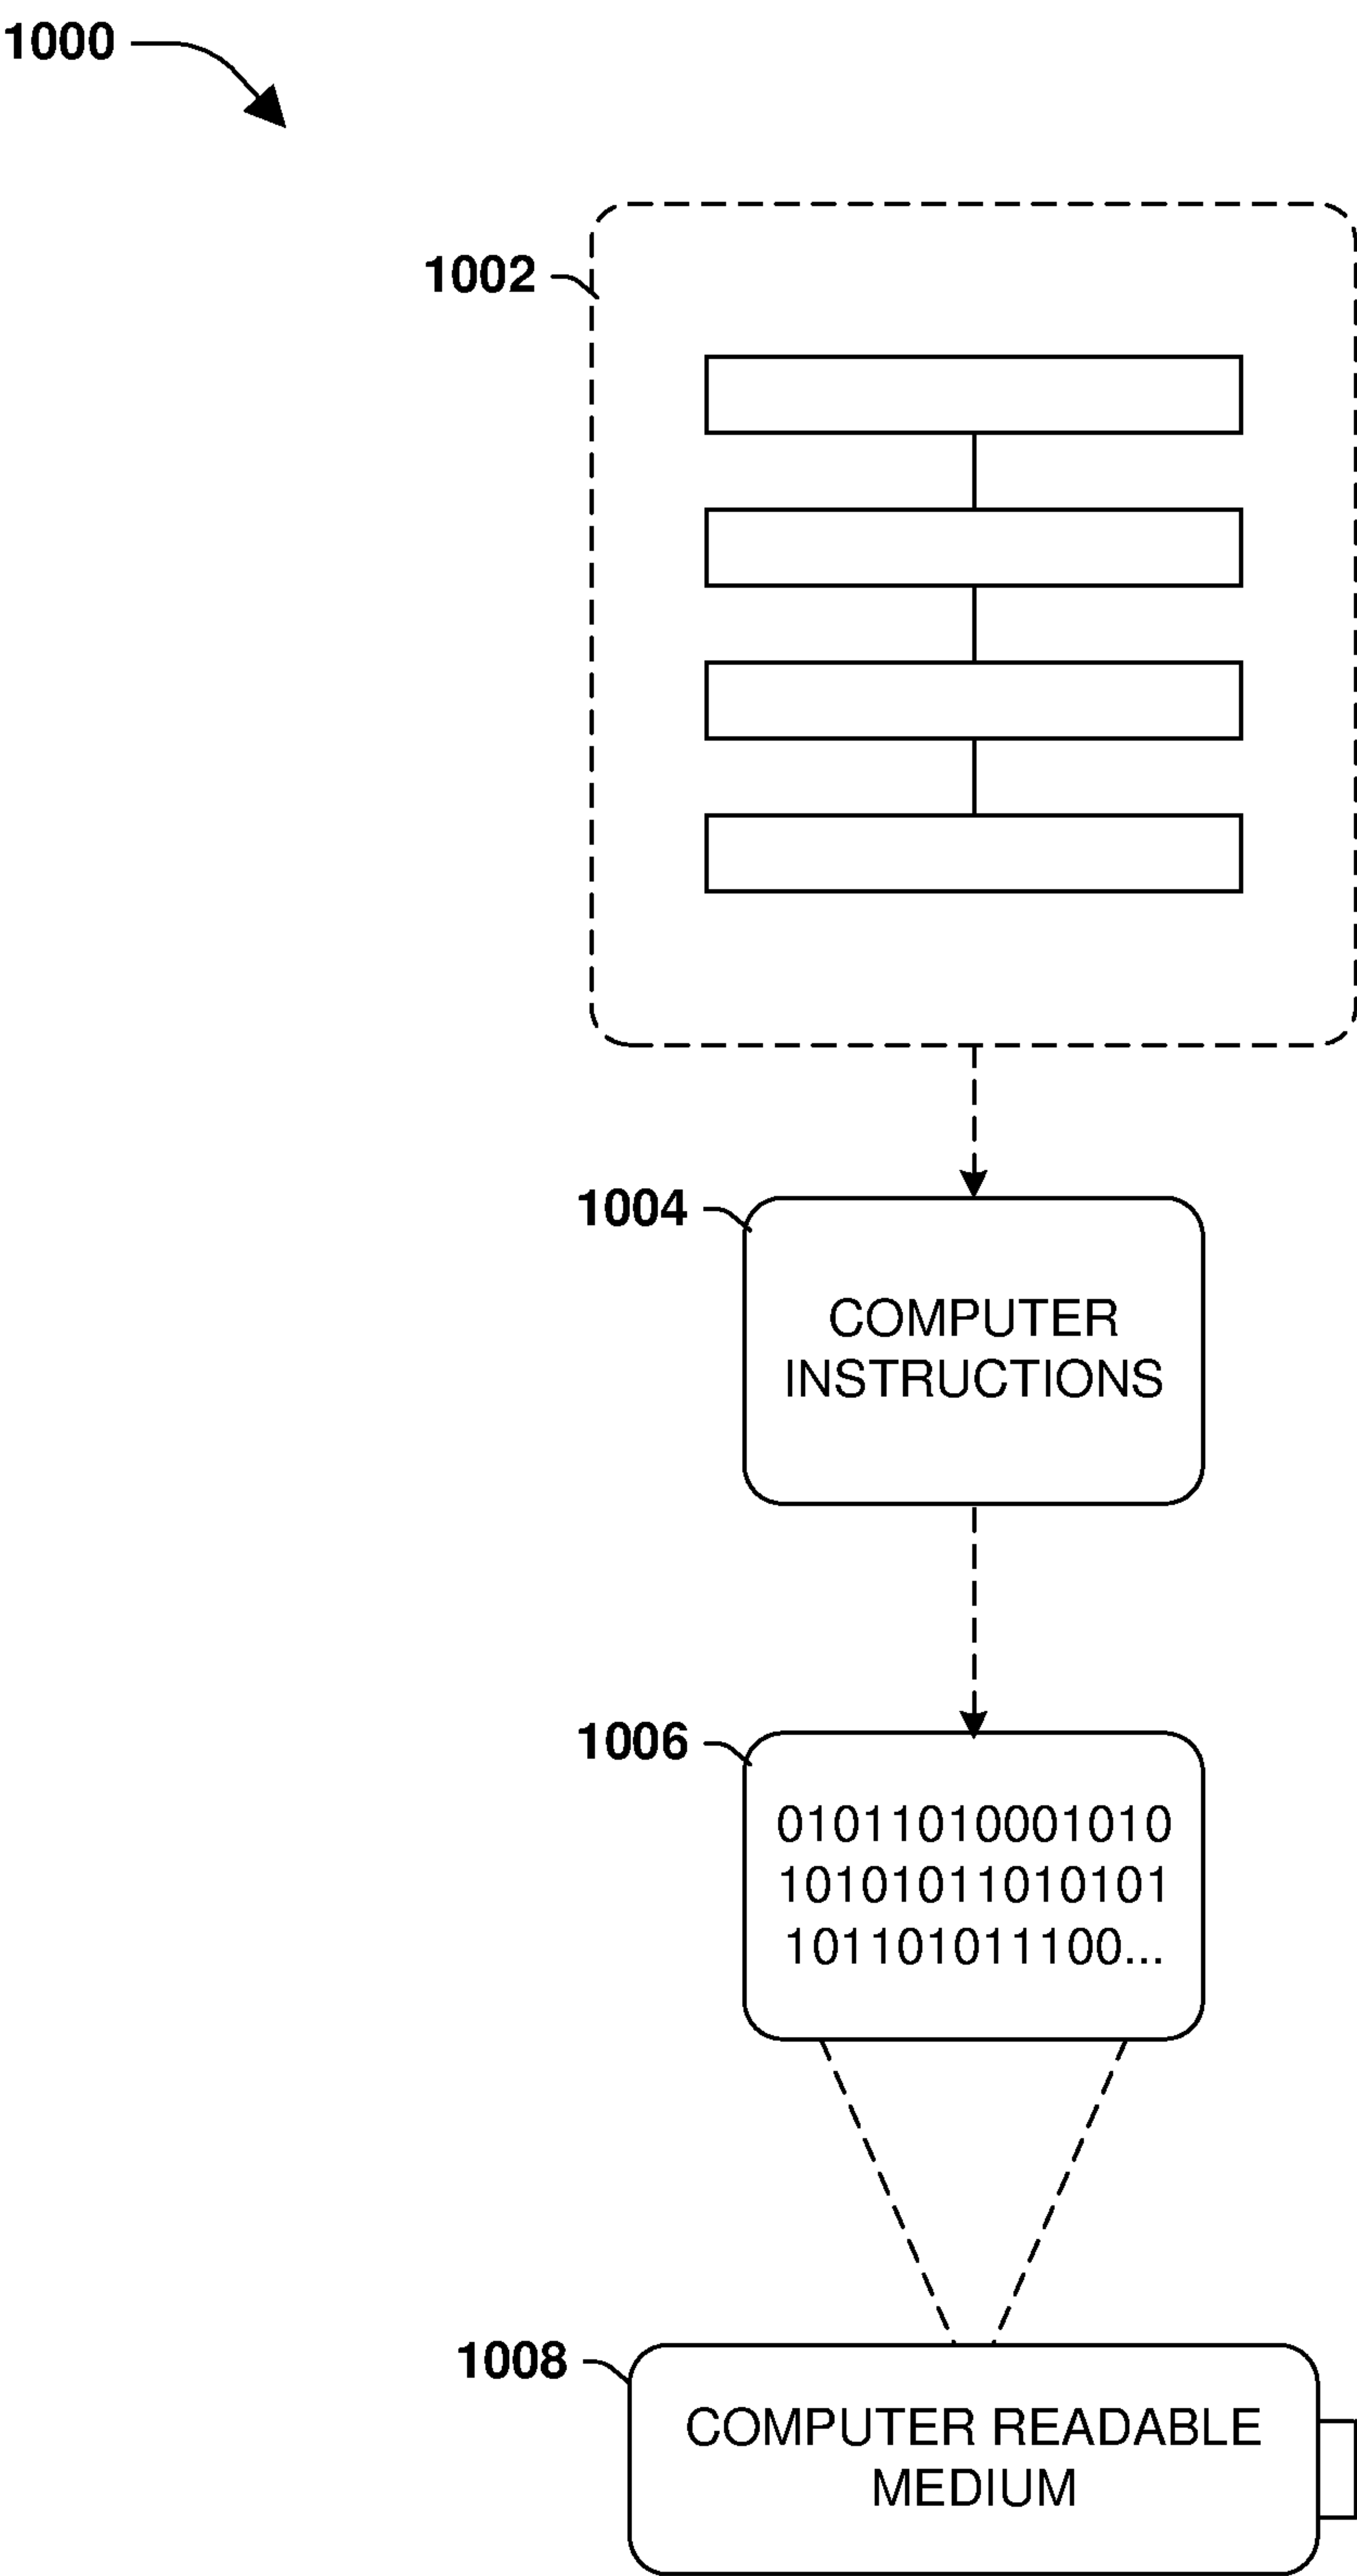 1000
1002
1004
COMPUTER
INSTRUCTIONS
1006
01011010001010
10101011010101
101101011100...
1008
COMPUTER READABLE
MEDIUM